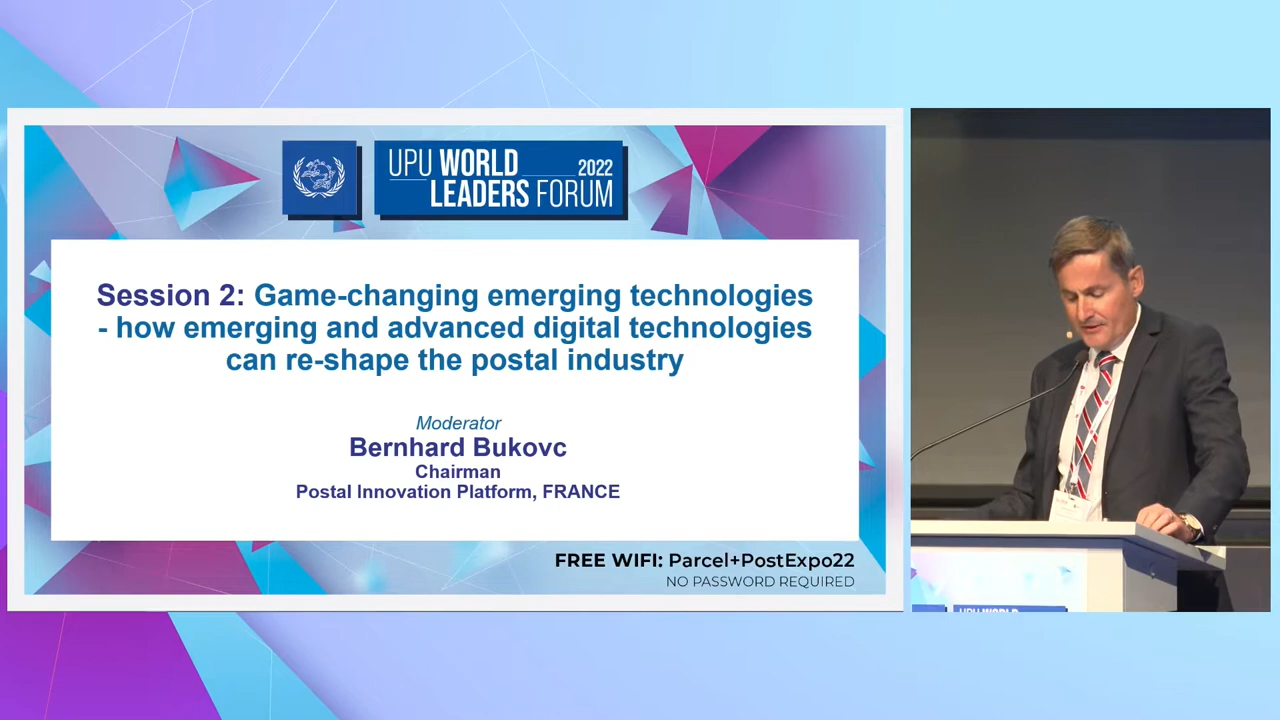 UPU WORLD 2022
LEADERS FORUM
Session 2: Game-changing emerging technologies
- how emerging and advanced digital technologies
can re-shape the postal industry
Moderator
Bernhard Bukovc
Chairman
Postal Innovation Platform, FRANCE
FREE WIFI: Parcel+PostExpo22
NO PASSWORD REQUIRED
UPU WORLD